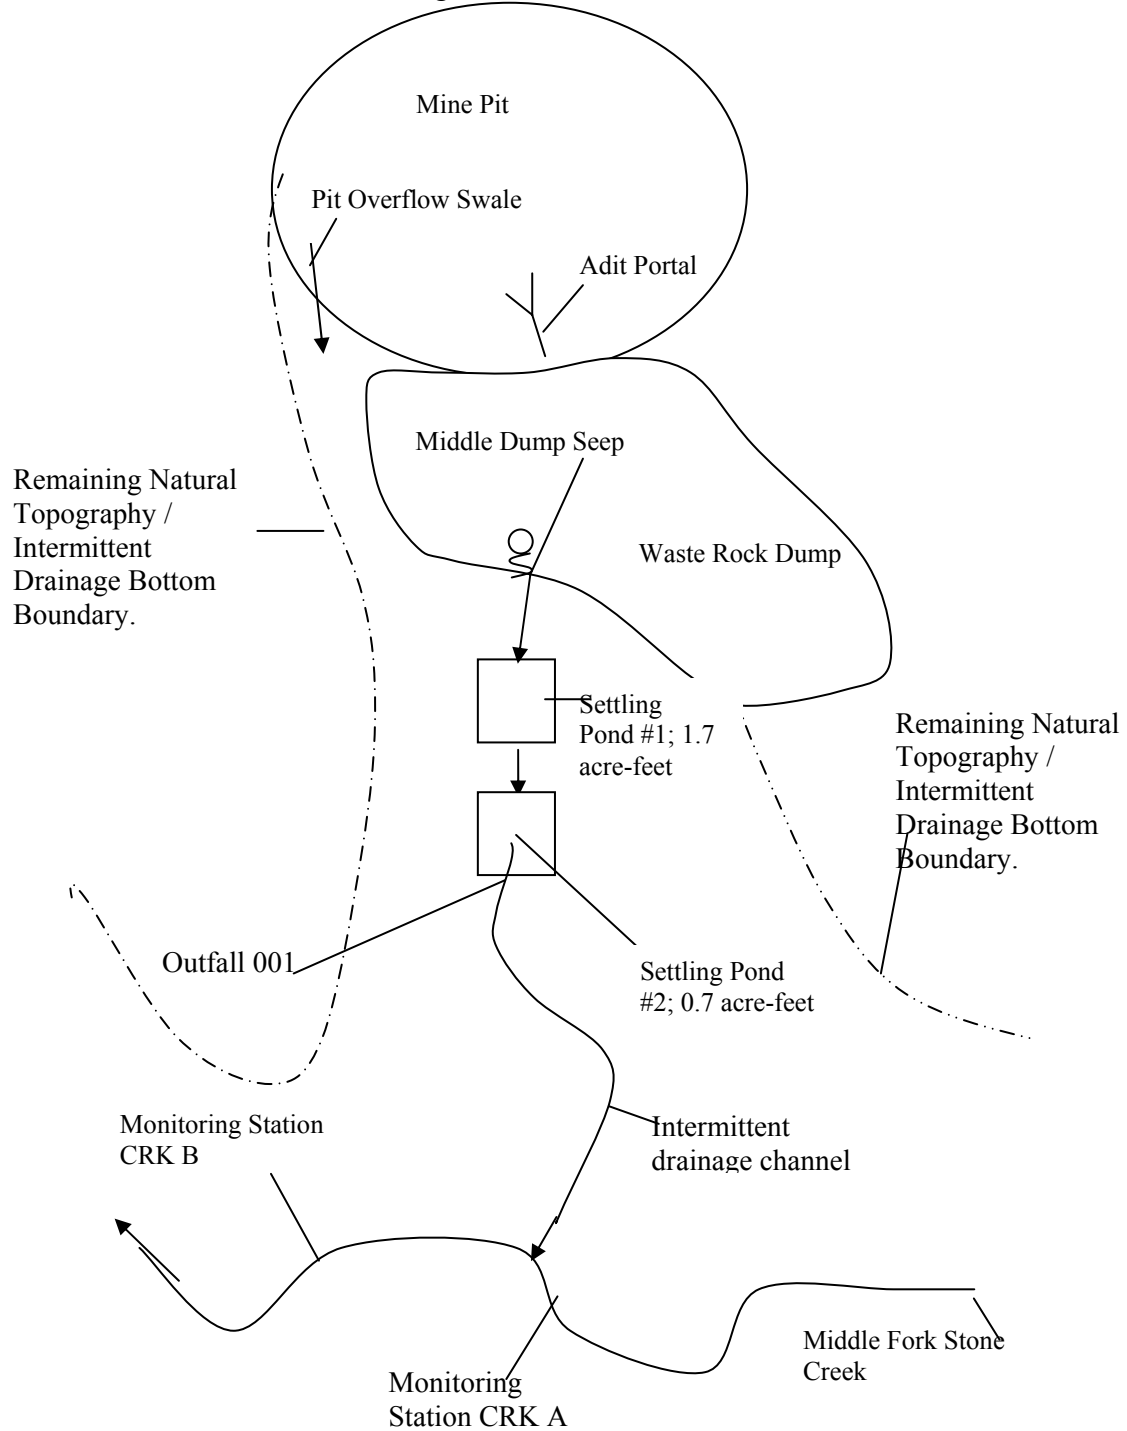 Mine Pit
Pit Overflow Swale
Adit Portal
Middle Dump Seep
Remaining Natural
Topography /
Intermittent
Drainage Bottom
Boundary.
Waste Rock Dump
Settling
Pond #1; 1.7
acre-feet
Remaining Natural
Topography /
Intermittent
Drainage Bottom
Boundary.
Outfall 001
Settling Pond
#2; 0.7 acre-feet
Monitoring Station
CRK B
Intermittent
drainage channel
Middle Fork Stone
Creek
Monitoring
Station CRK A